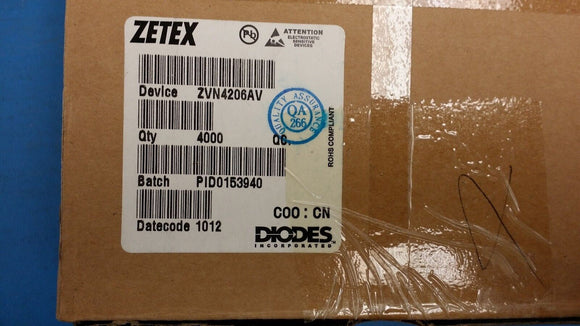 ZETEX
Pb
ATTENTION
ELECTROSTATIC
SENSITIVE
DEVICES
Device ZVN4206AV
QUALITY ASSURANCE
QA
266
Qty 4000
ROHS COMPLIANT
Batch PID0153940
COO : CN
Datecode 1012
DIODES
INCORPORATED